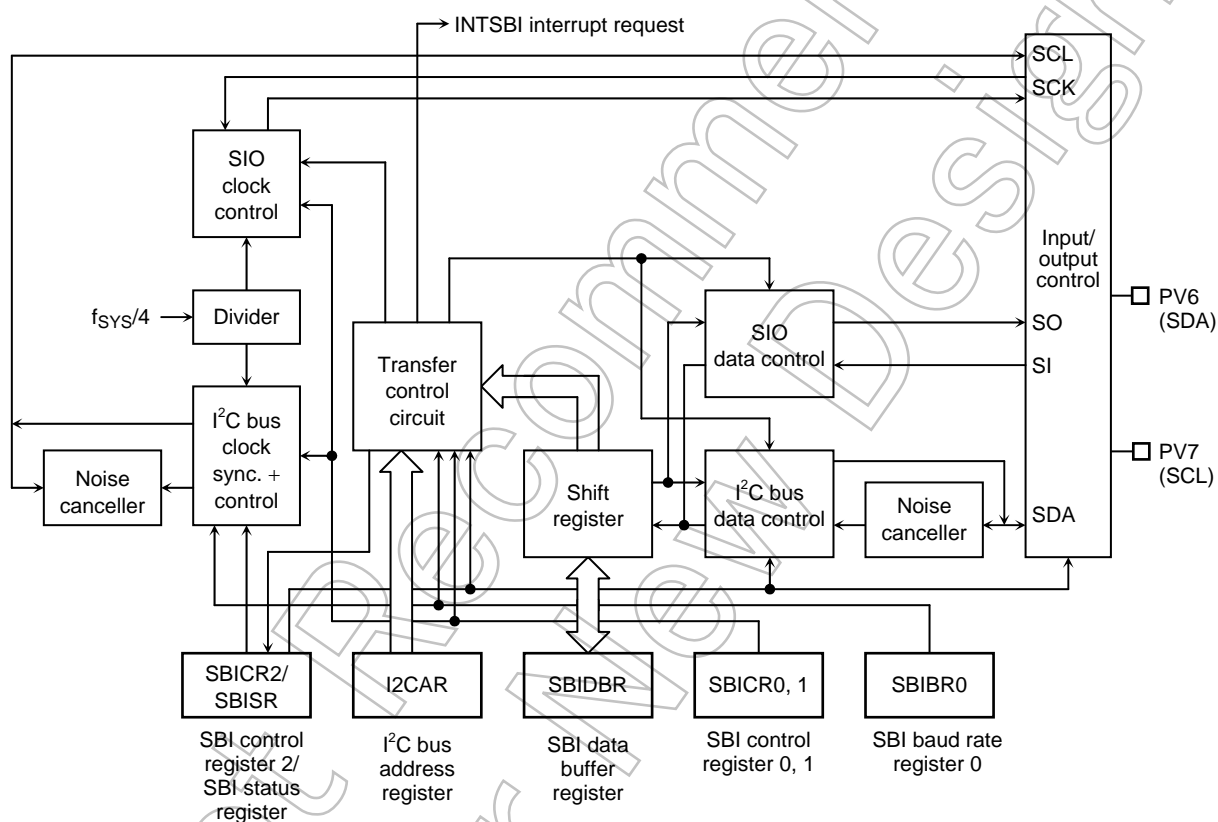 INTSBI interrupt request
SCL
SCK
SIO
clock
control
Input/
output
control
PV6
(SDA)
fSYS/4
Divider
SIO
data control
SO
SI
Transfer
control
circuit
I²C bus
clock
sync. +
control
Noise
canceller
Shift
register
I²C bus
data control
Noise
canceller
SDA
PV7
(SCL)
SBICR2/
SBISR
I2CAR
SBIDBR
SBICR0, 1
SBIBR0
SBI control
register 2/
SBI status
register
I²C bus
address
register
SBI data
buffer
register
SBI control
register 0, 1
SBI baud rate
register 0